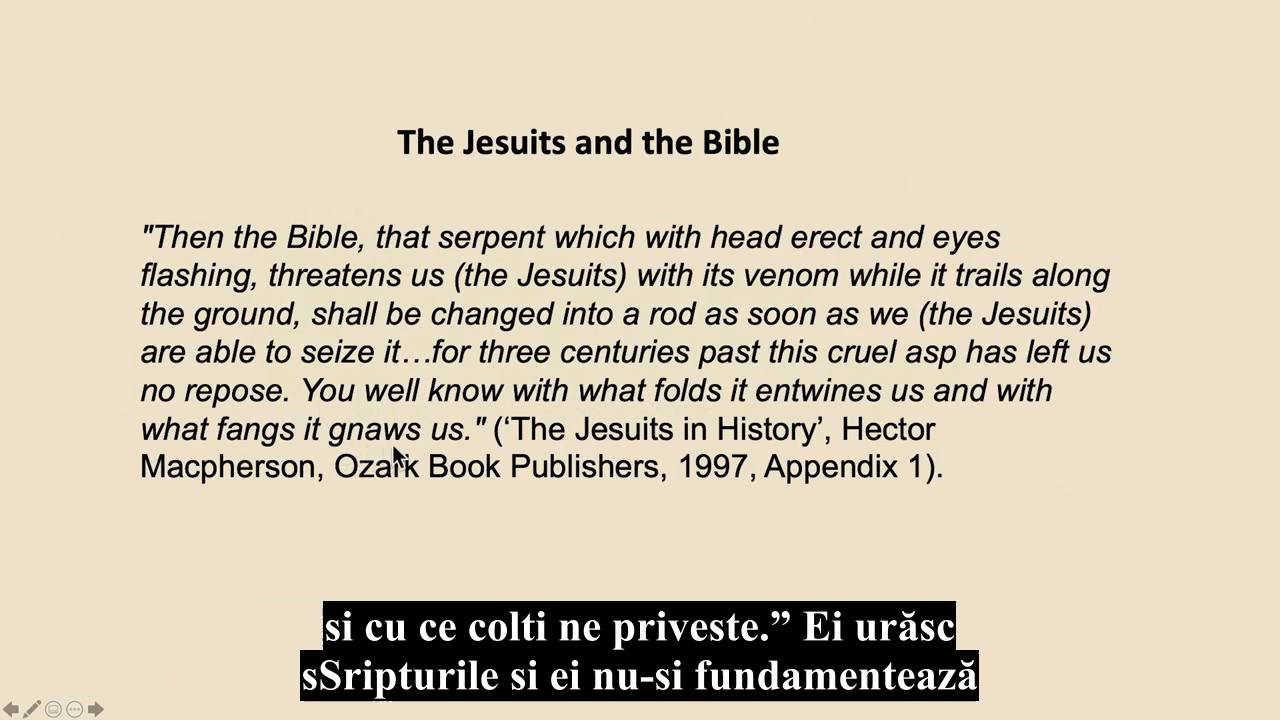 The Jesuits and the Bible
"Then the Bible, that serpent which with head erect and eyes
flashing, threatens us (the Jesuits) with its venom while it trails along
the ground, shall be changed into a rod as soon as we (the Jesuits)
are able to seize it…for three centuries past this cruel asp has left us
no repose. You well know with what folds it entwines us and with
what fangs it gnaws us." (‘The Jesuits in History’, Hector
Macpherson, Ozark Book Publishers, 1997, Appendix 1).
si cu ce colti ne priveste.” Ei urăsc
sSripturile si ei nu-si fundamentează